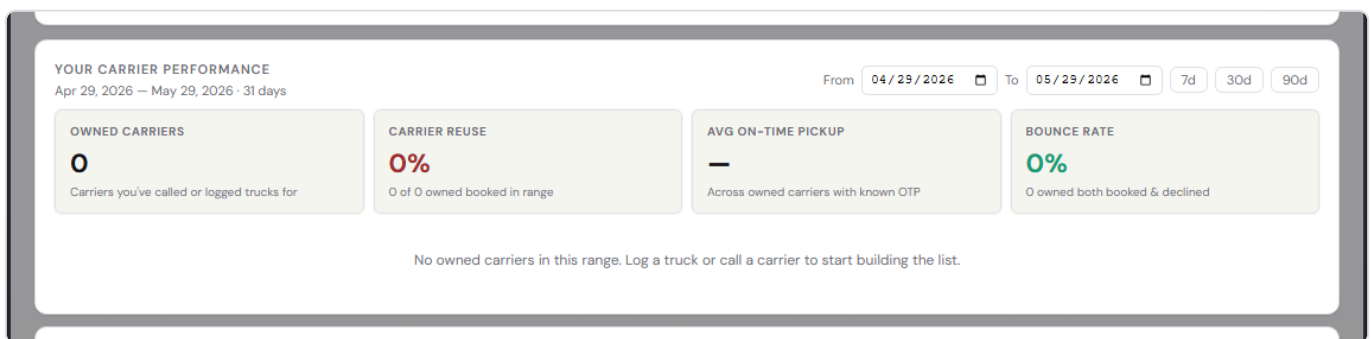 YOUR CARRIER PERFORMANCE
Apr 29, 2026 — May 29, 2026 · 31 days
From 04/29/2026 To 05/29/2026 7d 30d 90d
OWNED CARRIERS
0
Carriers you've called or logged trucks for
CARRIER REUSE
0%
0 of 0 owned booked in range
AVG ON-TIME PICKUP
—
Across owned carriers with known OTP
BOUNCE RATE
0%
0 owned both booked & declined
No owned carriers in this range. Log a truck or call a carrier to start building the list.